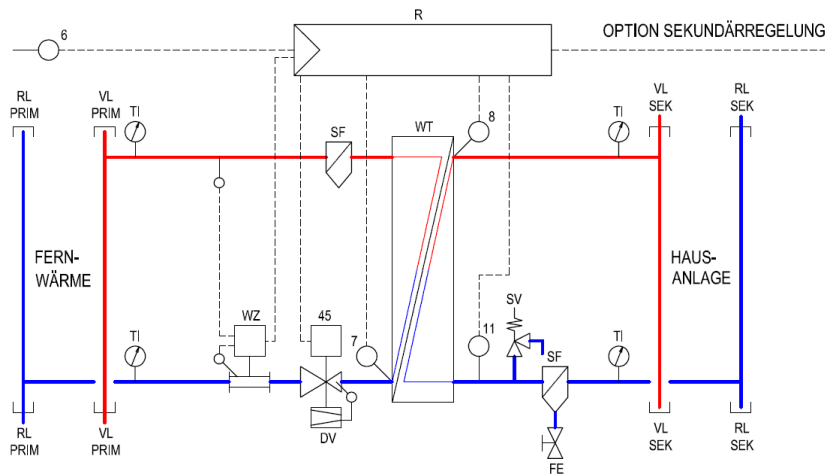 R
6
OPTION SEKUNDÄRREGELUNG
RL
PRIM
VL
PRIM
TI
SF
WT
8
TI
VL
SEK
RL
SEK
FERN-
WÄRME
HAUS-
ANLAGE
TI
WZ
45
7
11
SV
SF
TI
DV
FE
RL
PRIM
VL
PRIM
VL
SEK
RL
SEK